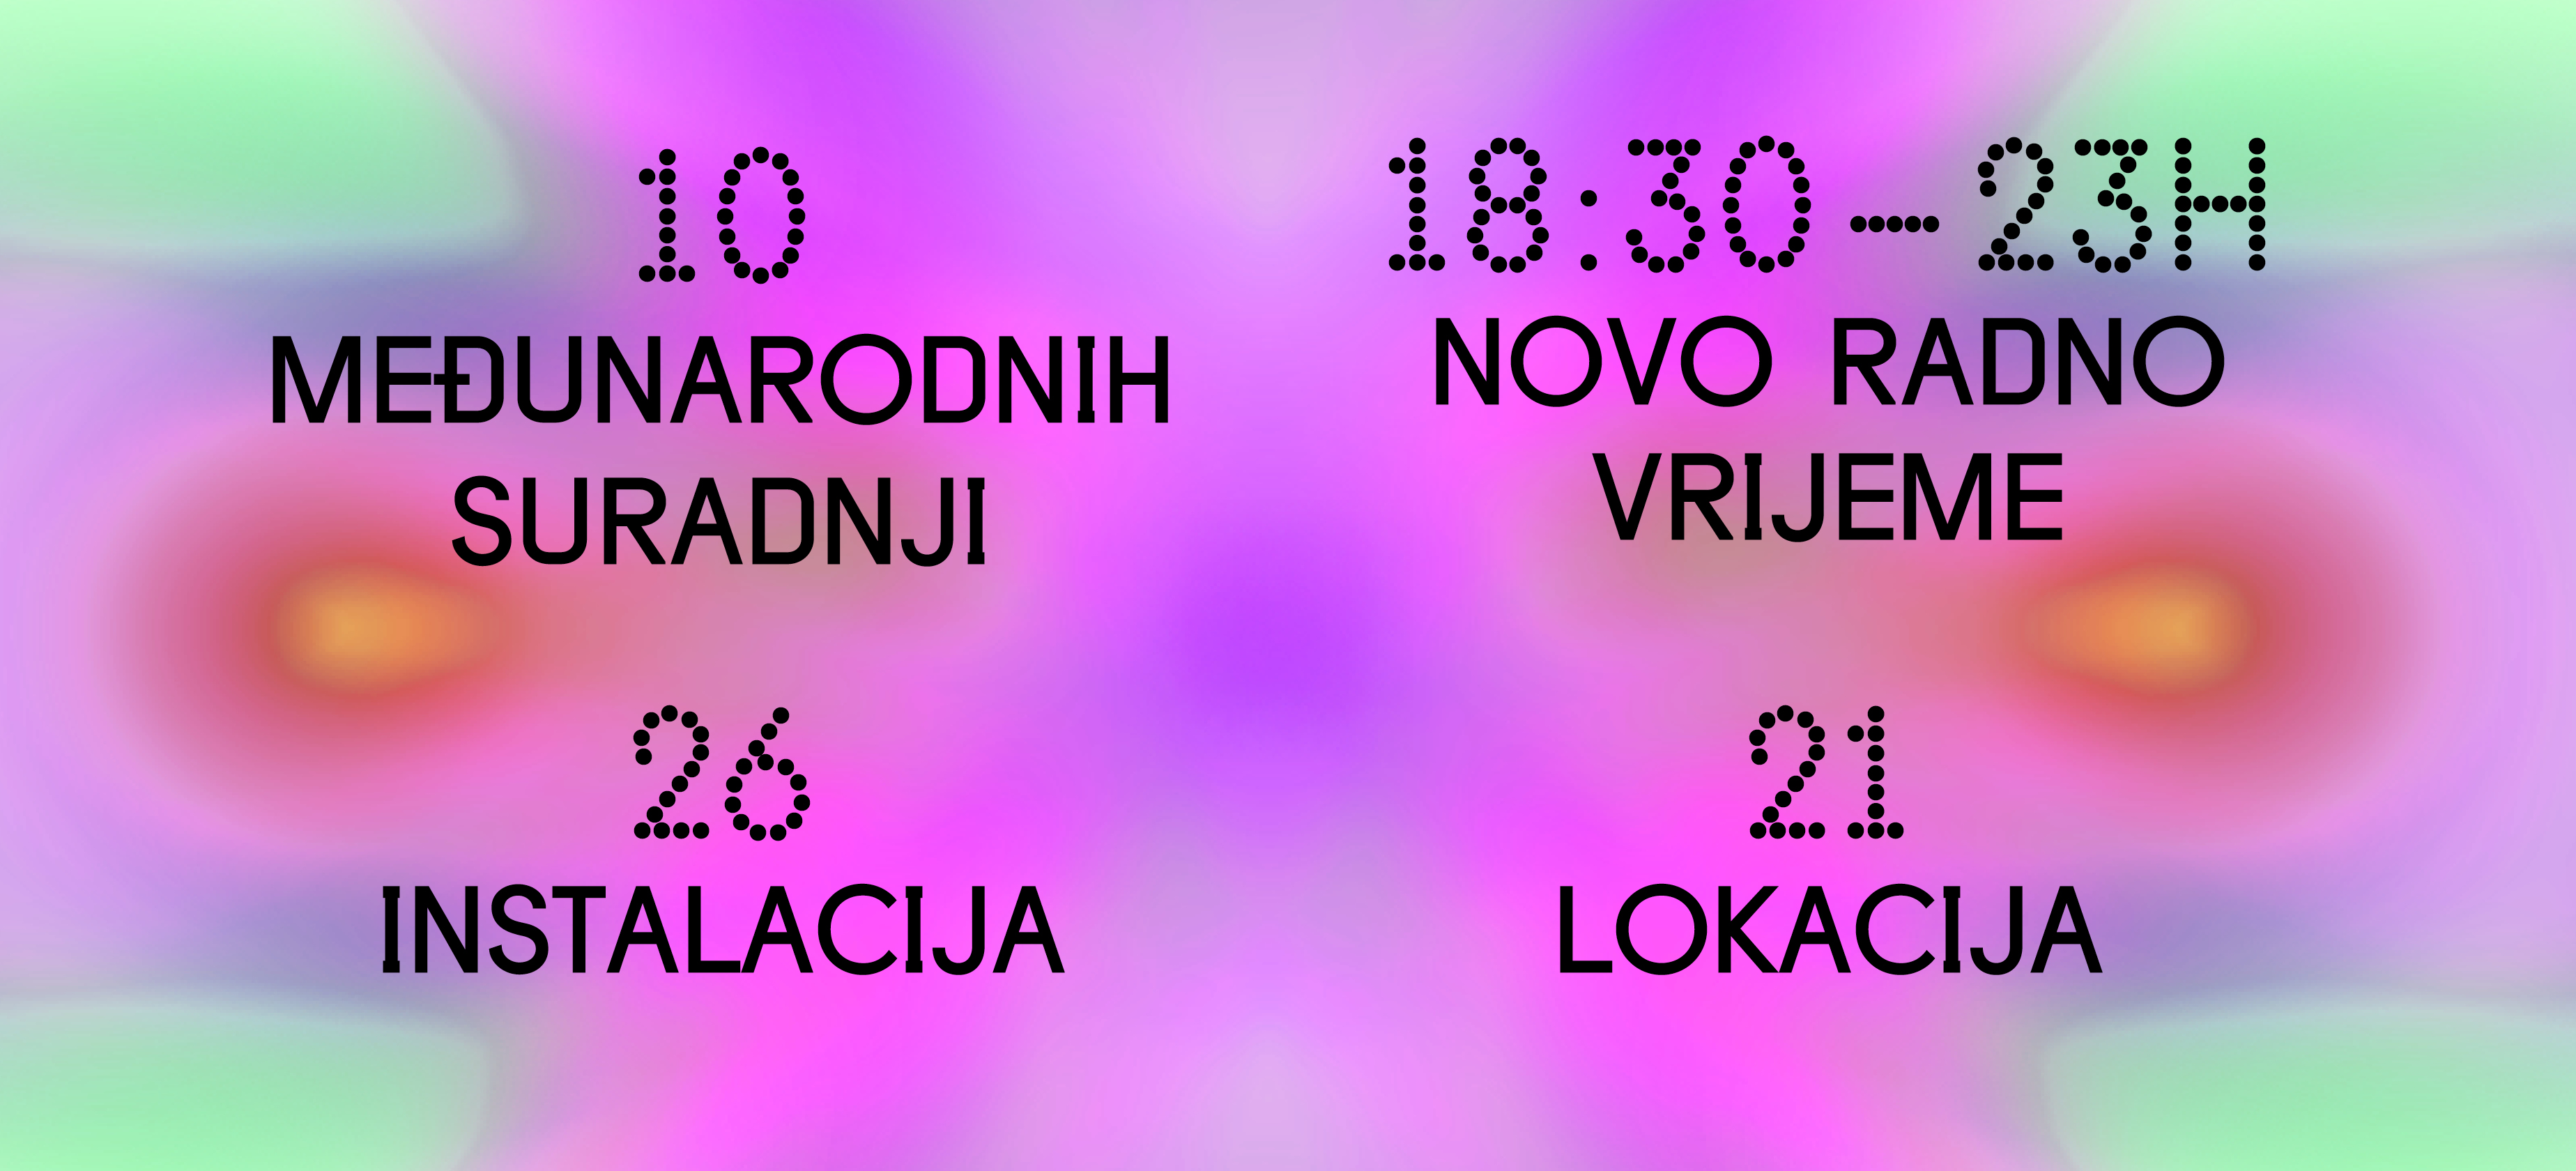 10
MEĐUNARODNIH
SURADNJI
18:30–23H
NOVO RADNO
VRIJEME
26
INSTALACIJA
21
LOKACIJA